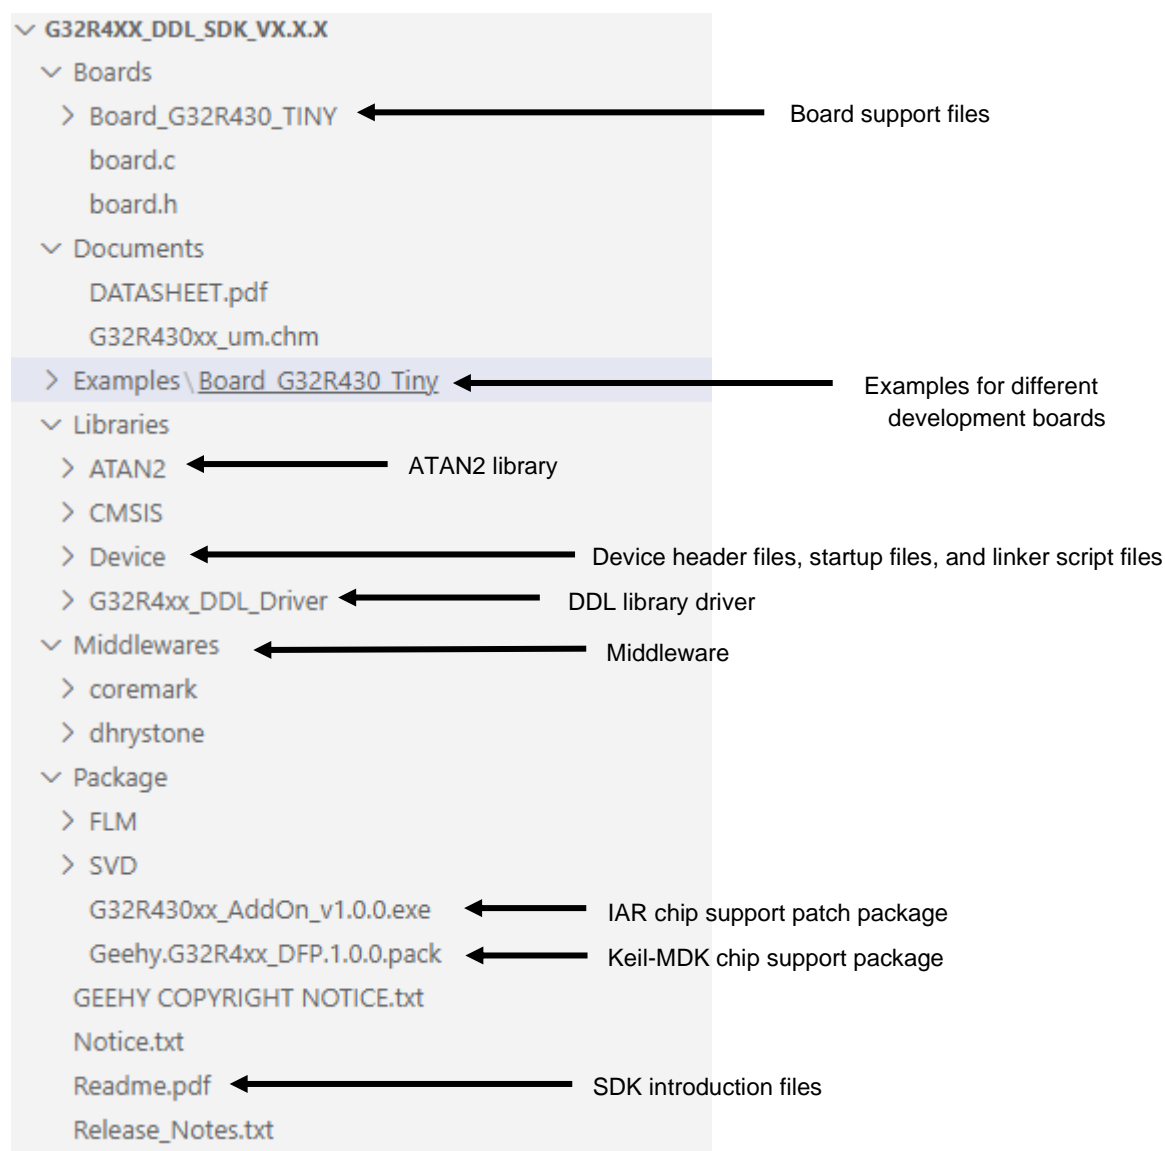 G32R4XX_DDL_SDK_VX.X.X
Boards
Board_G32R430_TINY
Board support files
board.c
board.h
Documents
DATASHEET.pdf
G32R430xx_um.chm
Examples\Board_G32R430_Tiny
Examples for different
development boards
Libraries
ATAN2
ATAN2 library
CMSIS
Device
Device header files, startup files, and linker script files
G32R4xx_DDL_Driver
DDL library driver
Middlewares
Middleware
coremark
dhrystone
Package
FLM
SVD
G32R430xx_AddOn_v1.0.0.exe
IAR chip support patch package
Geehy.G32R4xx_DFP.1.0.0.pack
Keil-MDK chip support package
GEEHY COPYRIGHT NOTICE.txt
Notice.txt
Readme.pdf
SDK introduction files
Release_Notes.txt